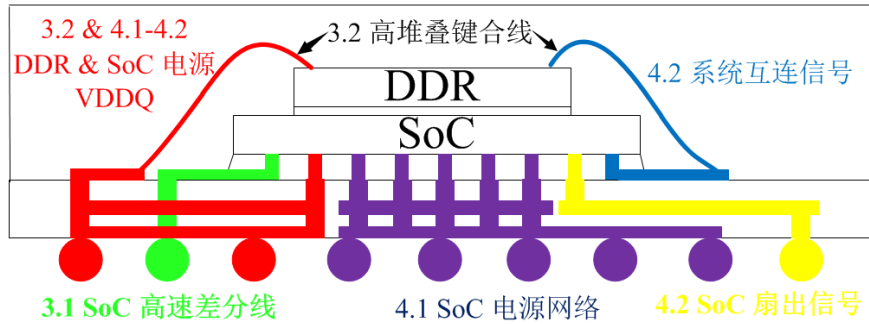 3.2 & 4.1-4.2
DDR & SoC 电源
VDDQ
3.2 高堆叠键合线
4.2 系统互连信号
DDR
SoC
3.1 SoC 高速差分线
4.1 SoC 电源网络
4.2 SoC 扇出信号